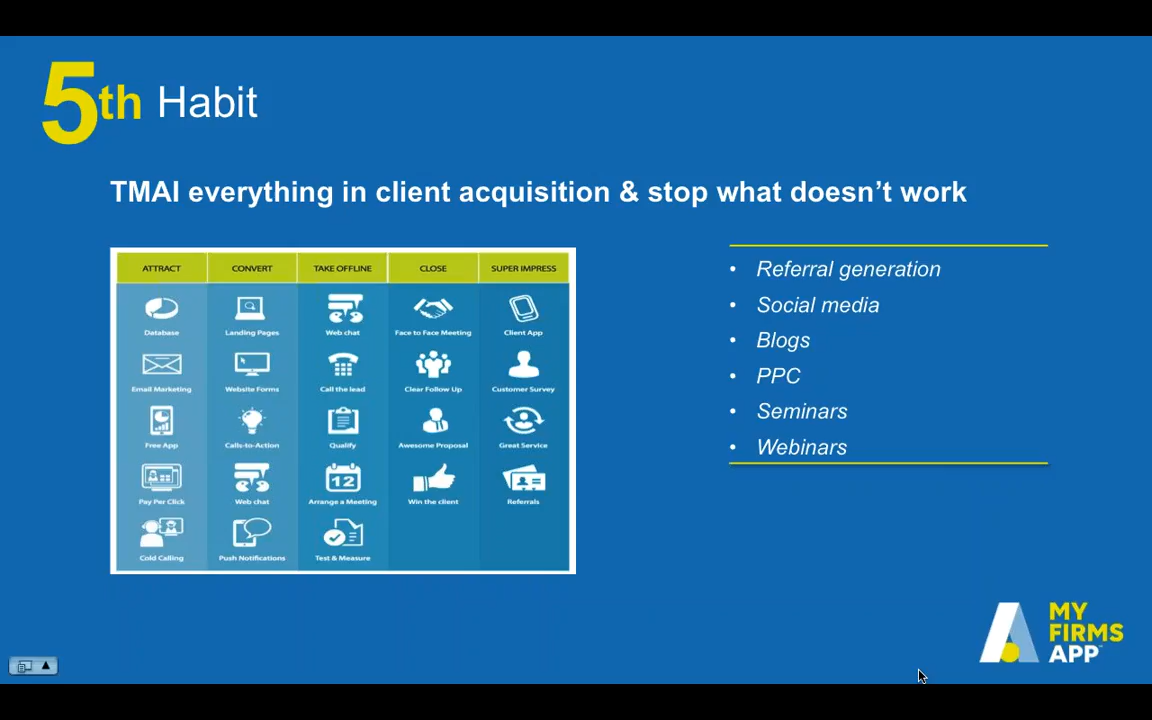 5th Habit
TMAI everything in client acquisition & stop what doesn’t work
ATTRACT CONVERT TAKE OFFLINE CLOSE SUPER IMPRESS
Database Landing Pages Web chat Face to Face Meeting Client App
Email Marketing Website Forms Call the lead Clear Follow Up Customer Survey
Free App Calls-to-Action Qualify Awesome Proposal Great Service
12
Pay Per Click Web chat Arrange a Meeting Win the client Referrals
Cold Calling Push Notifications Test & Measure
• Referral generation
• Social media
• Blogs
• PPC
• Seminars
• Webinars
MY
FIRMS
APP